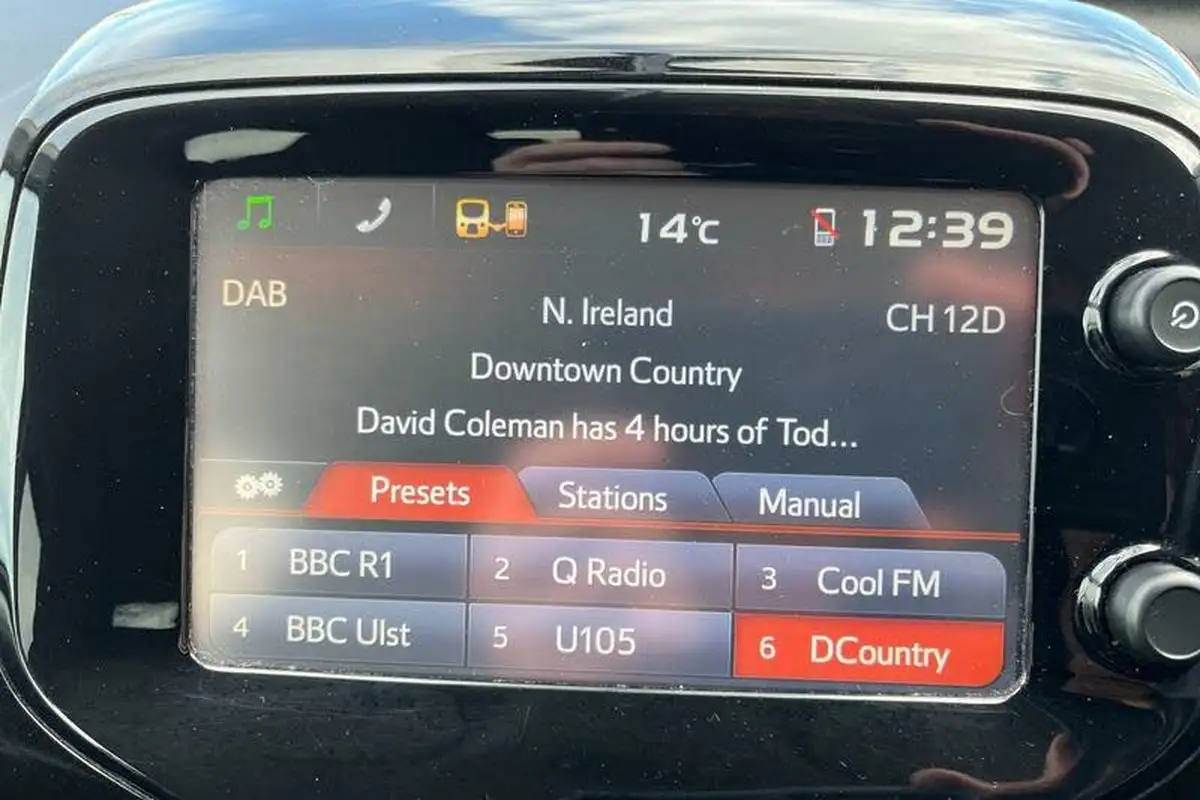 14°C 12:39
DAB
N. Ireland
CH 12D
Downtown Country
David Coleman has 4 hours of Tod...
Presets Stations Manual
1 BBC R1 2 Q Radio 3 Cool FM
4 BBC Ulst 5 U105 6 DCountry